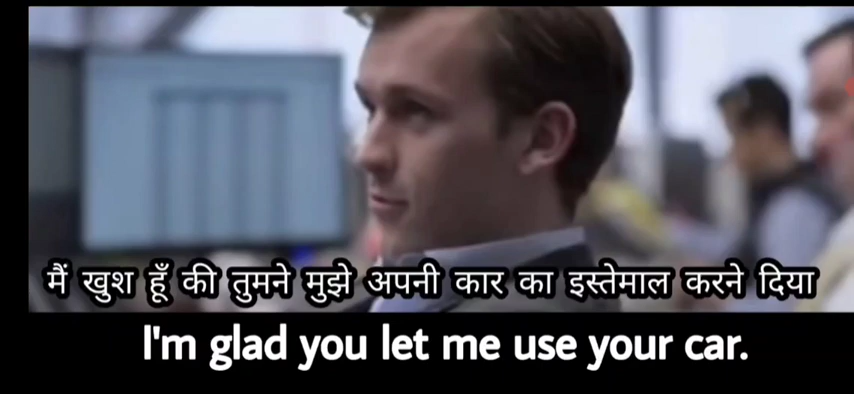 मैं खुश हूँ की तुमने मुझे अपनी कार का इस्तेमाल करने दिया
I'm glad you let me use your car.